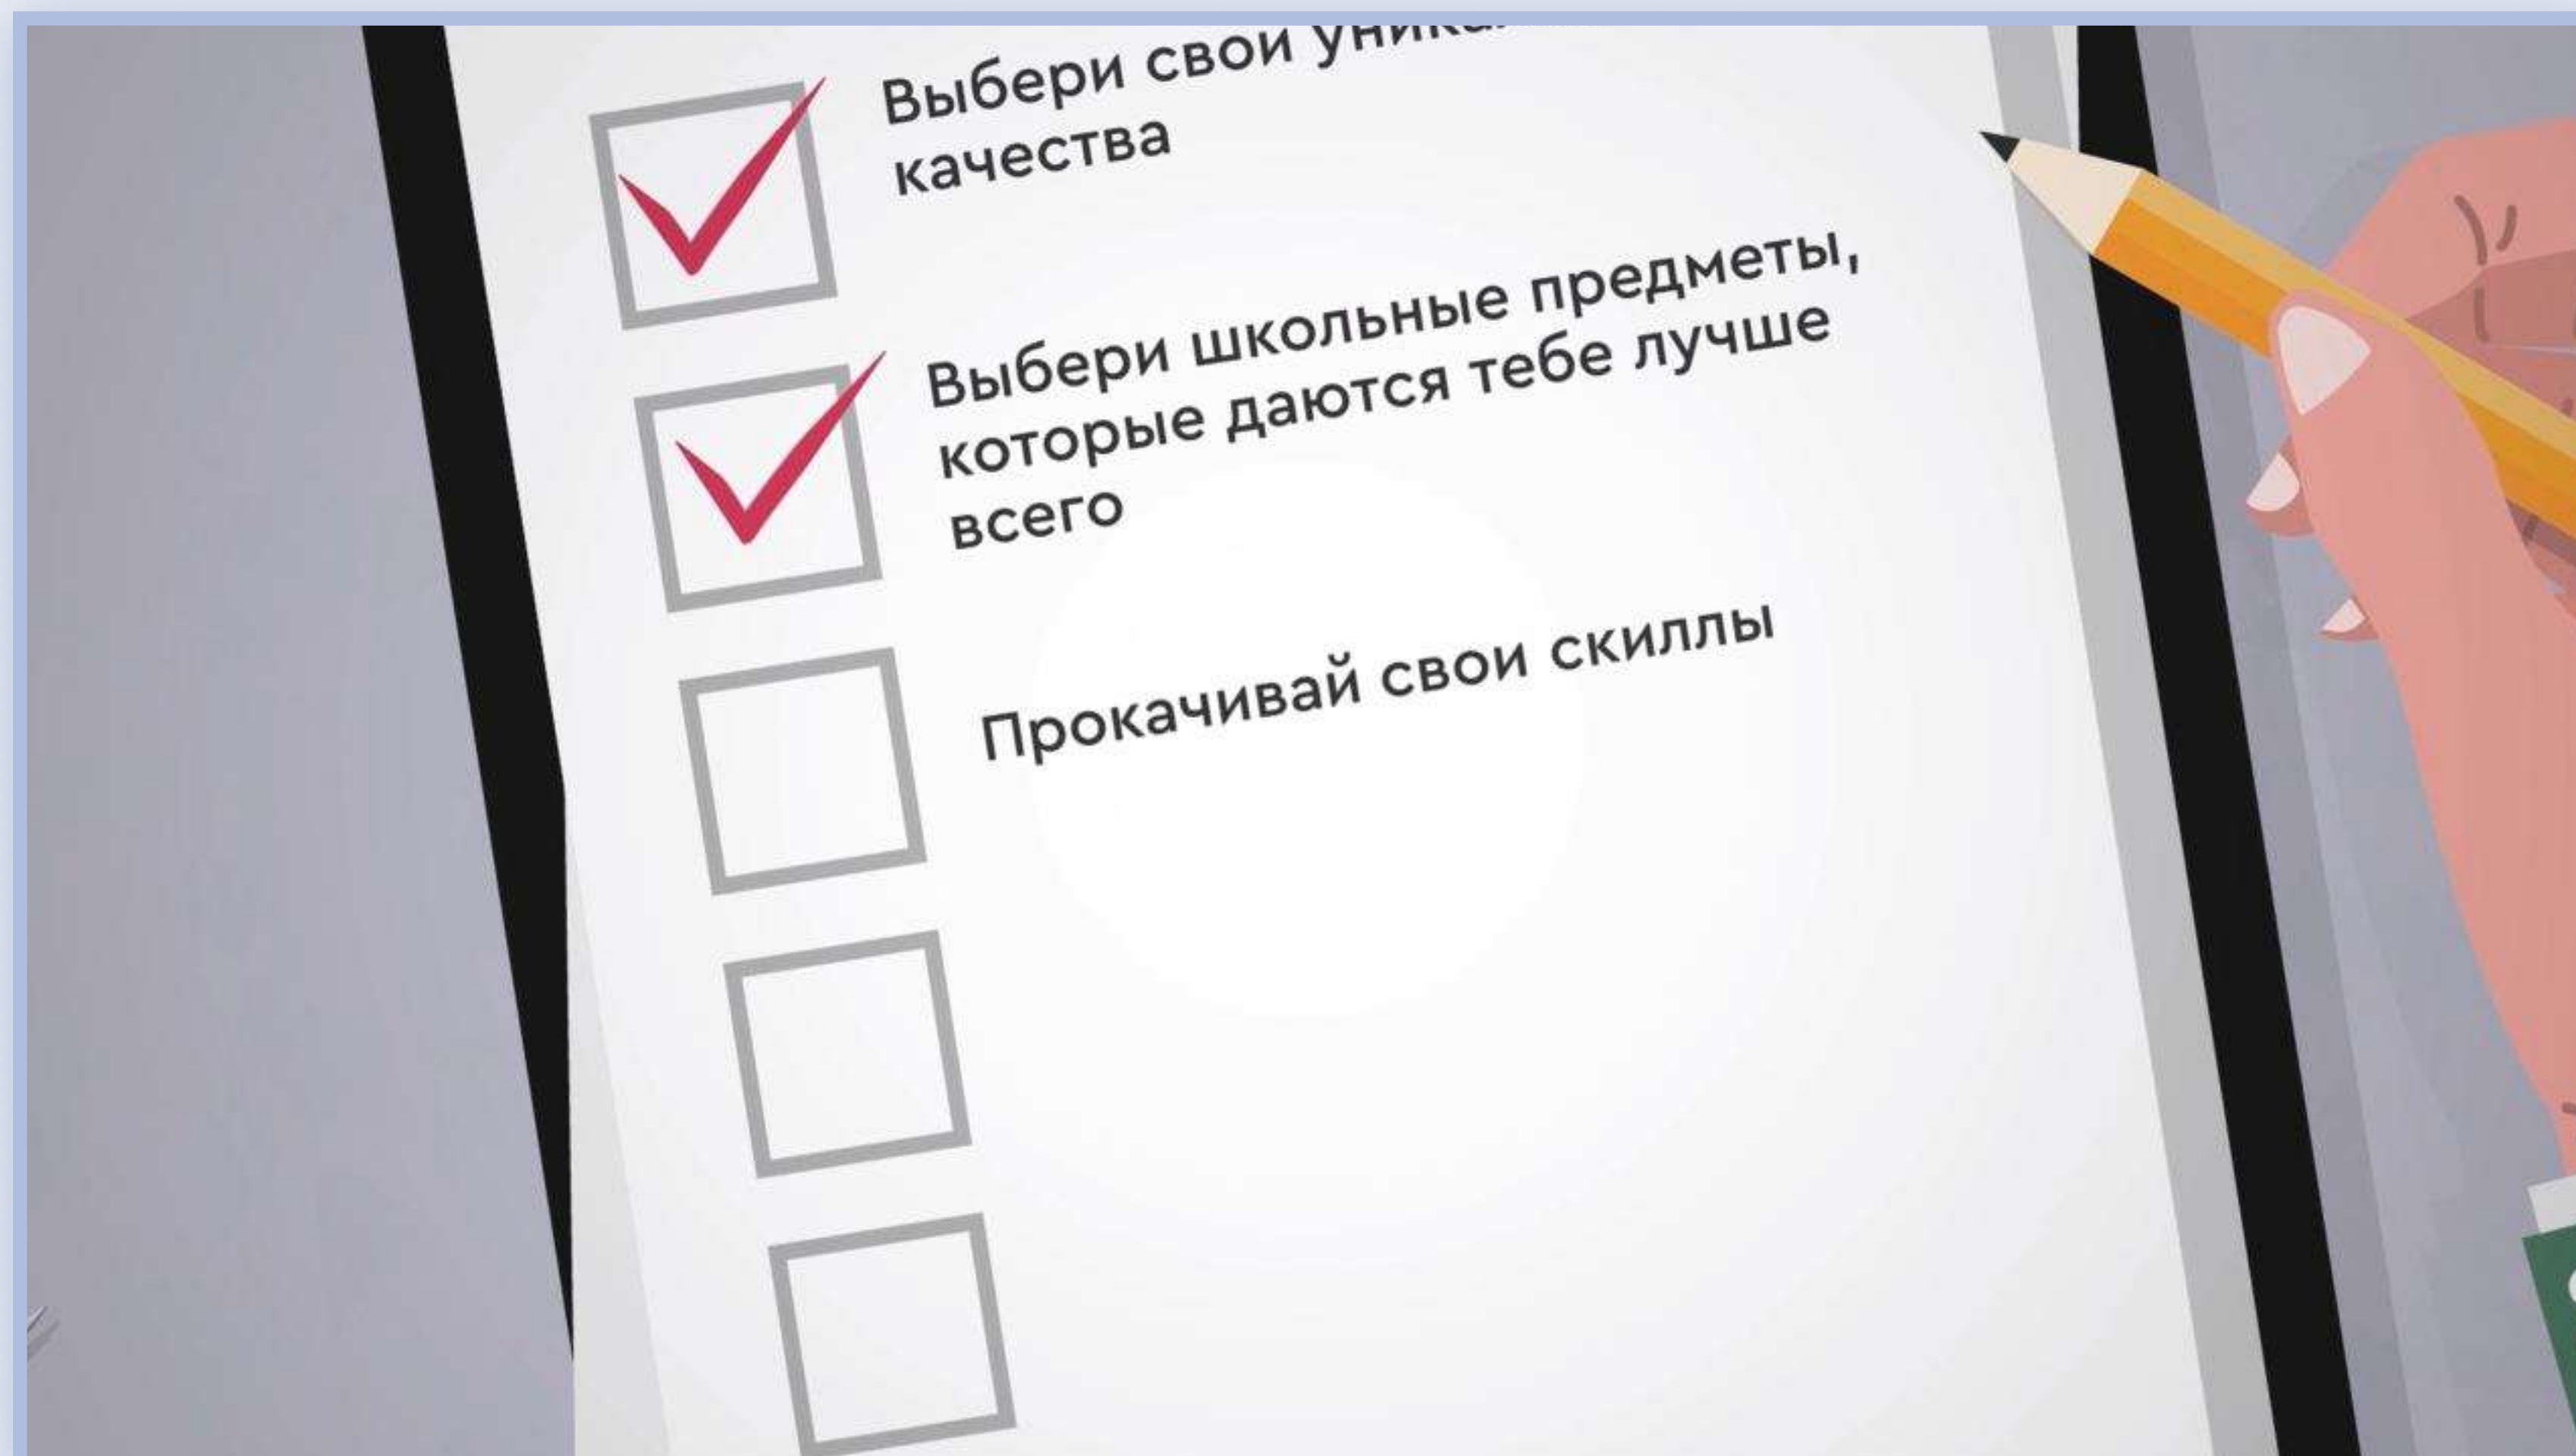 Выбери свои
качества
Выбери школьные предметы,
которые даются тебе лучше
всего
Прокачивай свои скиллы